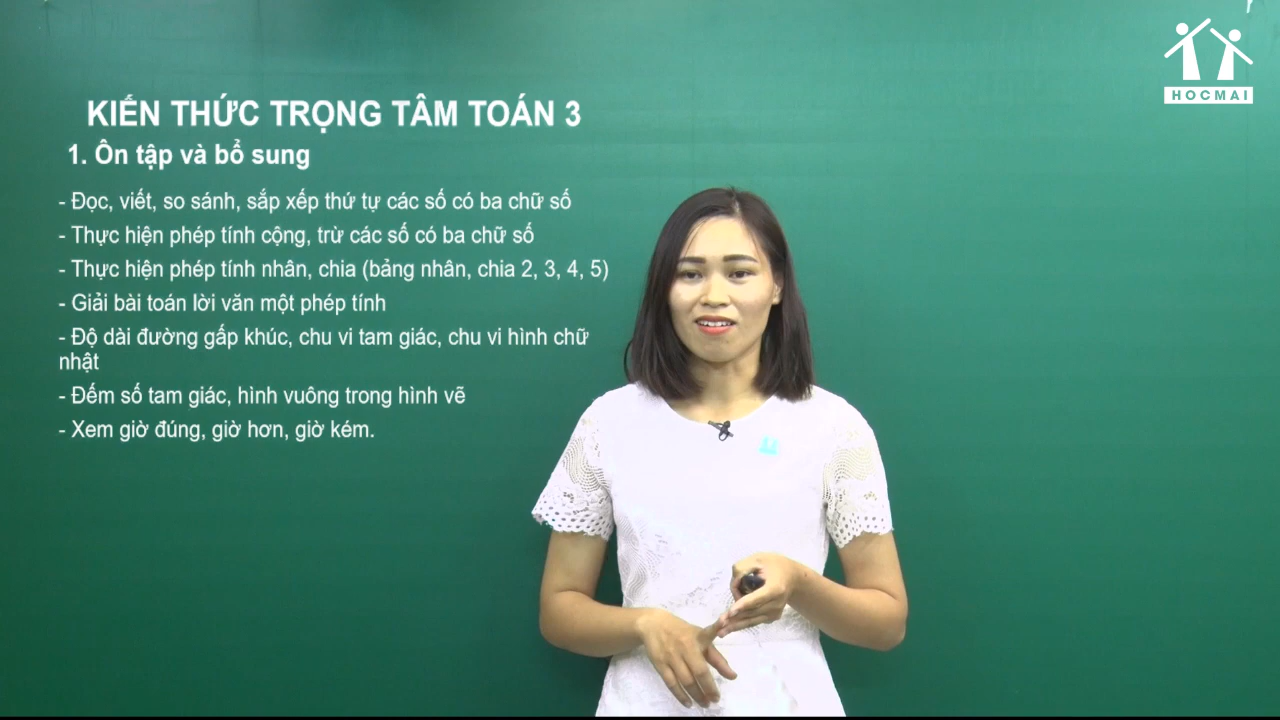 HOCMAI
KIẾN THỨC TRỌNG TÂM TOÁN 3
1. Ôn tập và bổ sung
- Đọc, viết, so sánh, sắp xếp thứ tự các số có ba chữ số
- Thực hiện phép tính cộng, trừ các số có ba chữ số
- Thực hiện phép tính nhân, chia (bảng nhân, chia 2, 3, 4, 5)
- Giải bài toán lời văn một phép tính
- Độ dài đường gấp khúc, chu vi tam giác, chu vi hình chữ
nhật
- Đếm số tam giác, hình vuông trong hình vẽ
- Xem giờ đúng, giờ hơn, giờ kém.